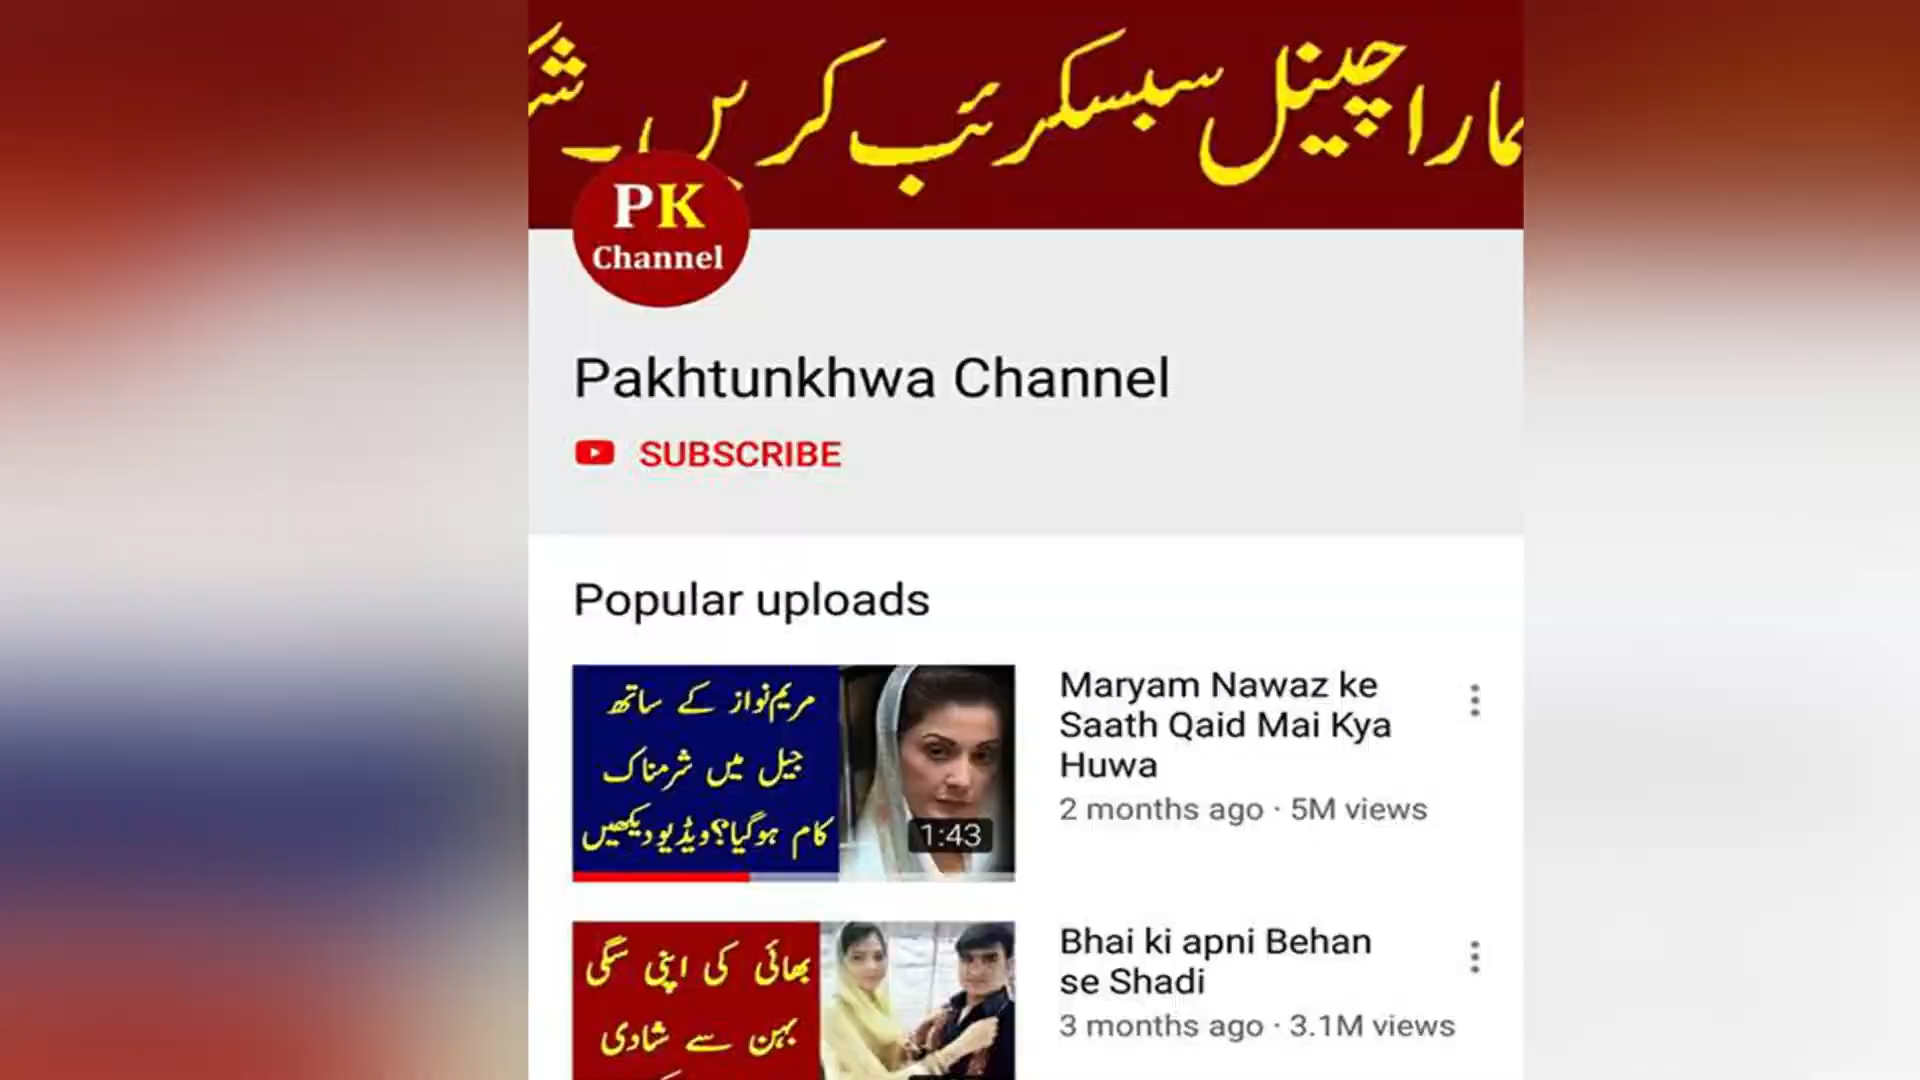 مارا چینل سبسکرئب کریں۔ش
PK
Channel
Pakhtunkhwa Channel
SUBSCRIBE
Popular uploads
مریم نواز کے ساتھ
جیل میں شرمناک
کام ہوگیا؟ویڈیو دیکھیں
1:43
Maryam Nawaz ke
Saath Qaid Mai Kya
Huwa
2 months ago · 5M views
بھائی کی اپنی سگی
بہن سے شادی
Bhai ki apni Behan
se Shadi
3 months ago · 3.1M views